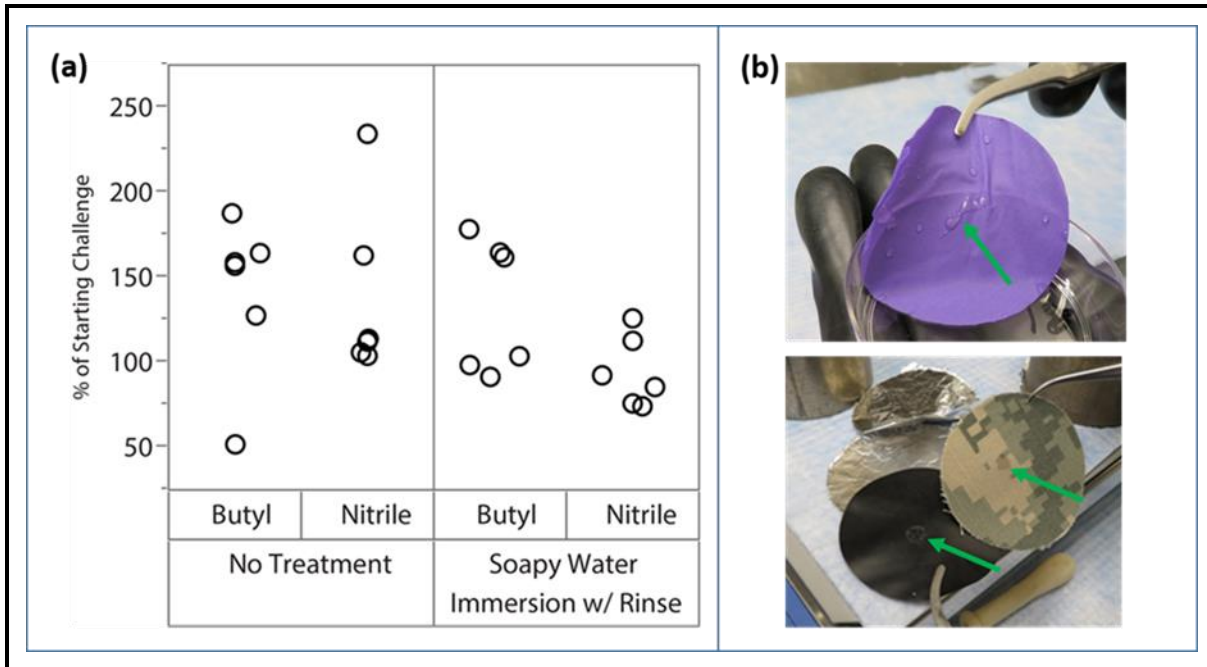 (a)
% of Starting Challenge
250
200
150
100
50
Butyl
Nitrile
Butyl
Nitrile
No Treatment
Soapy Water
Immersion w/ Rinse
(b)